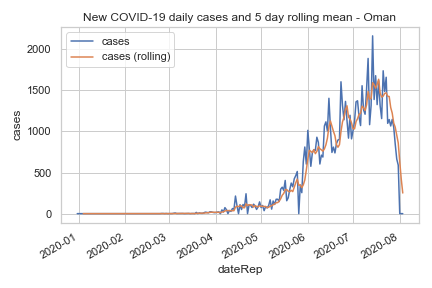 New COVID-19 daily cases and 5 day rolling mean - Oman
cases
cases (rolling)
2000
1500
1000
500
0
cases
2020-01
2020-02
2020-03
2020-04
2020-05
2020-06
2020-07
2020-08
dateRep